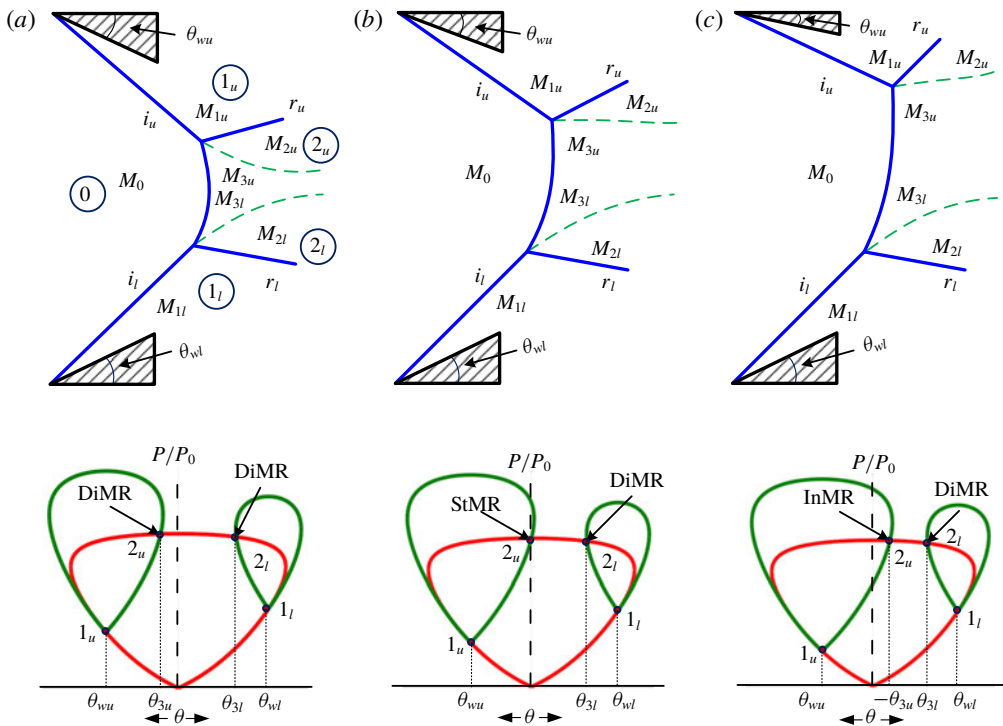 (a)
θwu
1u
M1u
ru
iu
M2u
2u
M3u
M0
0
M3l
M2l
2l
il
1l
rl
M1l
θwl
(b)
θwu
M1u
ru
iu
M2u
M3u
M0
M3l
M2l
il
rl
M1l
θwl
(c)
θwu
ru
M1u
M2u
iu
M3u
M0
M3l
M2l
il
rl
M1l
θwl
P/P0
DiMR
DiMR
2u
2l
1u
1l
θwu
θ3u
θ3l
θwl
θ
P/P0
StMR
DiMR
2u
2l
1u
1l
θwu
θ3l
θwl
θ
P/P0
InMR
DiMR
2u
2l
1u
1l
θwu
−θ3u
θ3l
θwl
θ